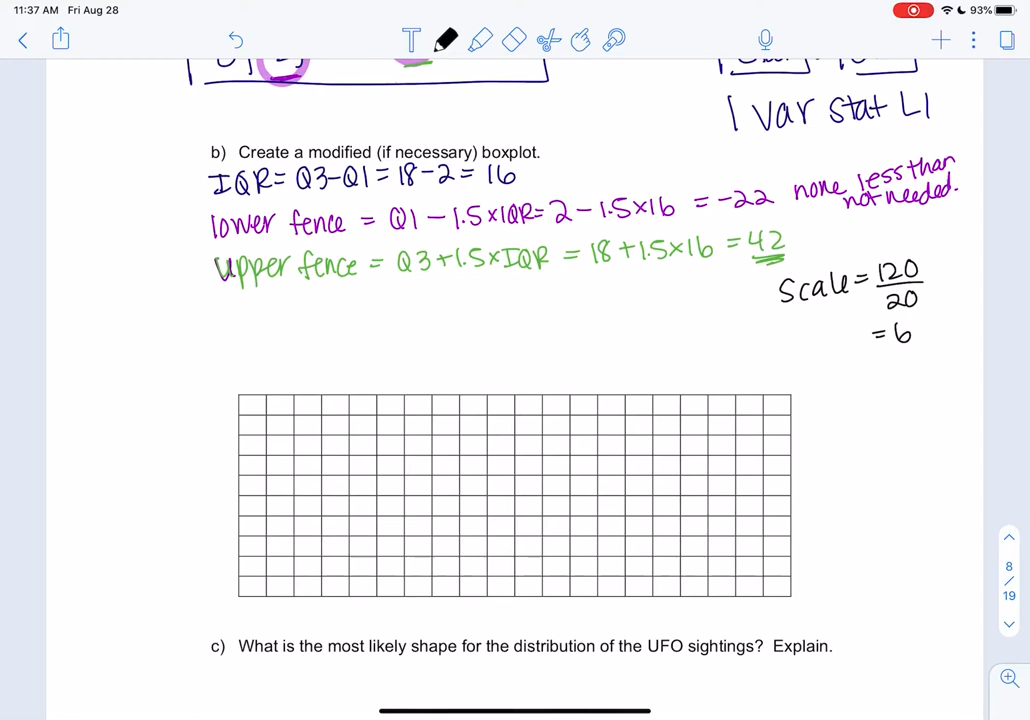 11:37 AM Fri Aug 28
93%
1 Var Stat L1
b) Create a modified (if necessary) boxplot.
IQR = Q3-Q1 = 18-2 = 16
lower fence = Q1 - 1.5×IQR = 2 - 1.5×16 = -22 none less than
not needed.
Upper fence = Q3+1.5×IQR = 18+1.5×16 = 42
Scale = 120
20
= 6
c) What is the most likely shape for the distribution of the UFO sightings? Explain.
8
/
19